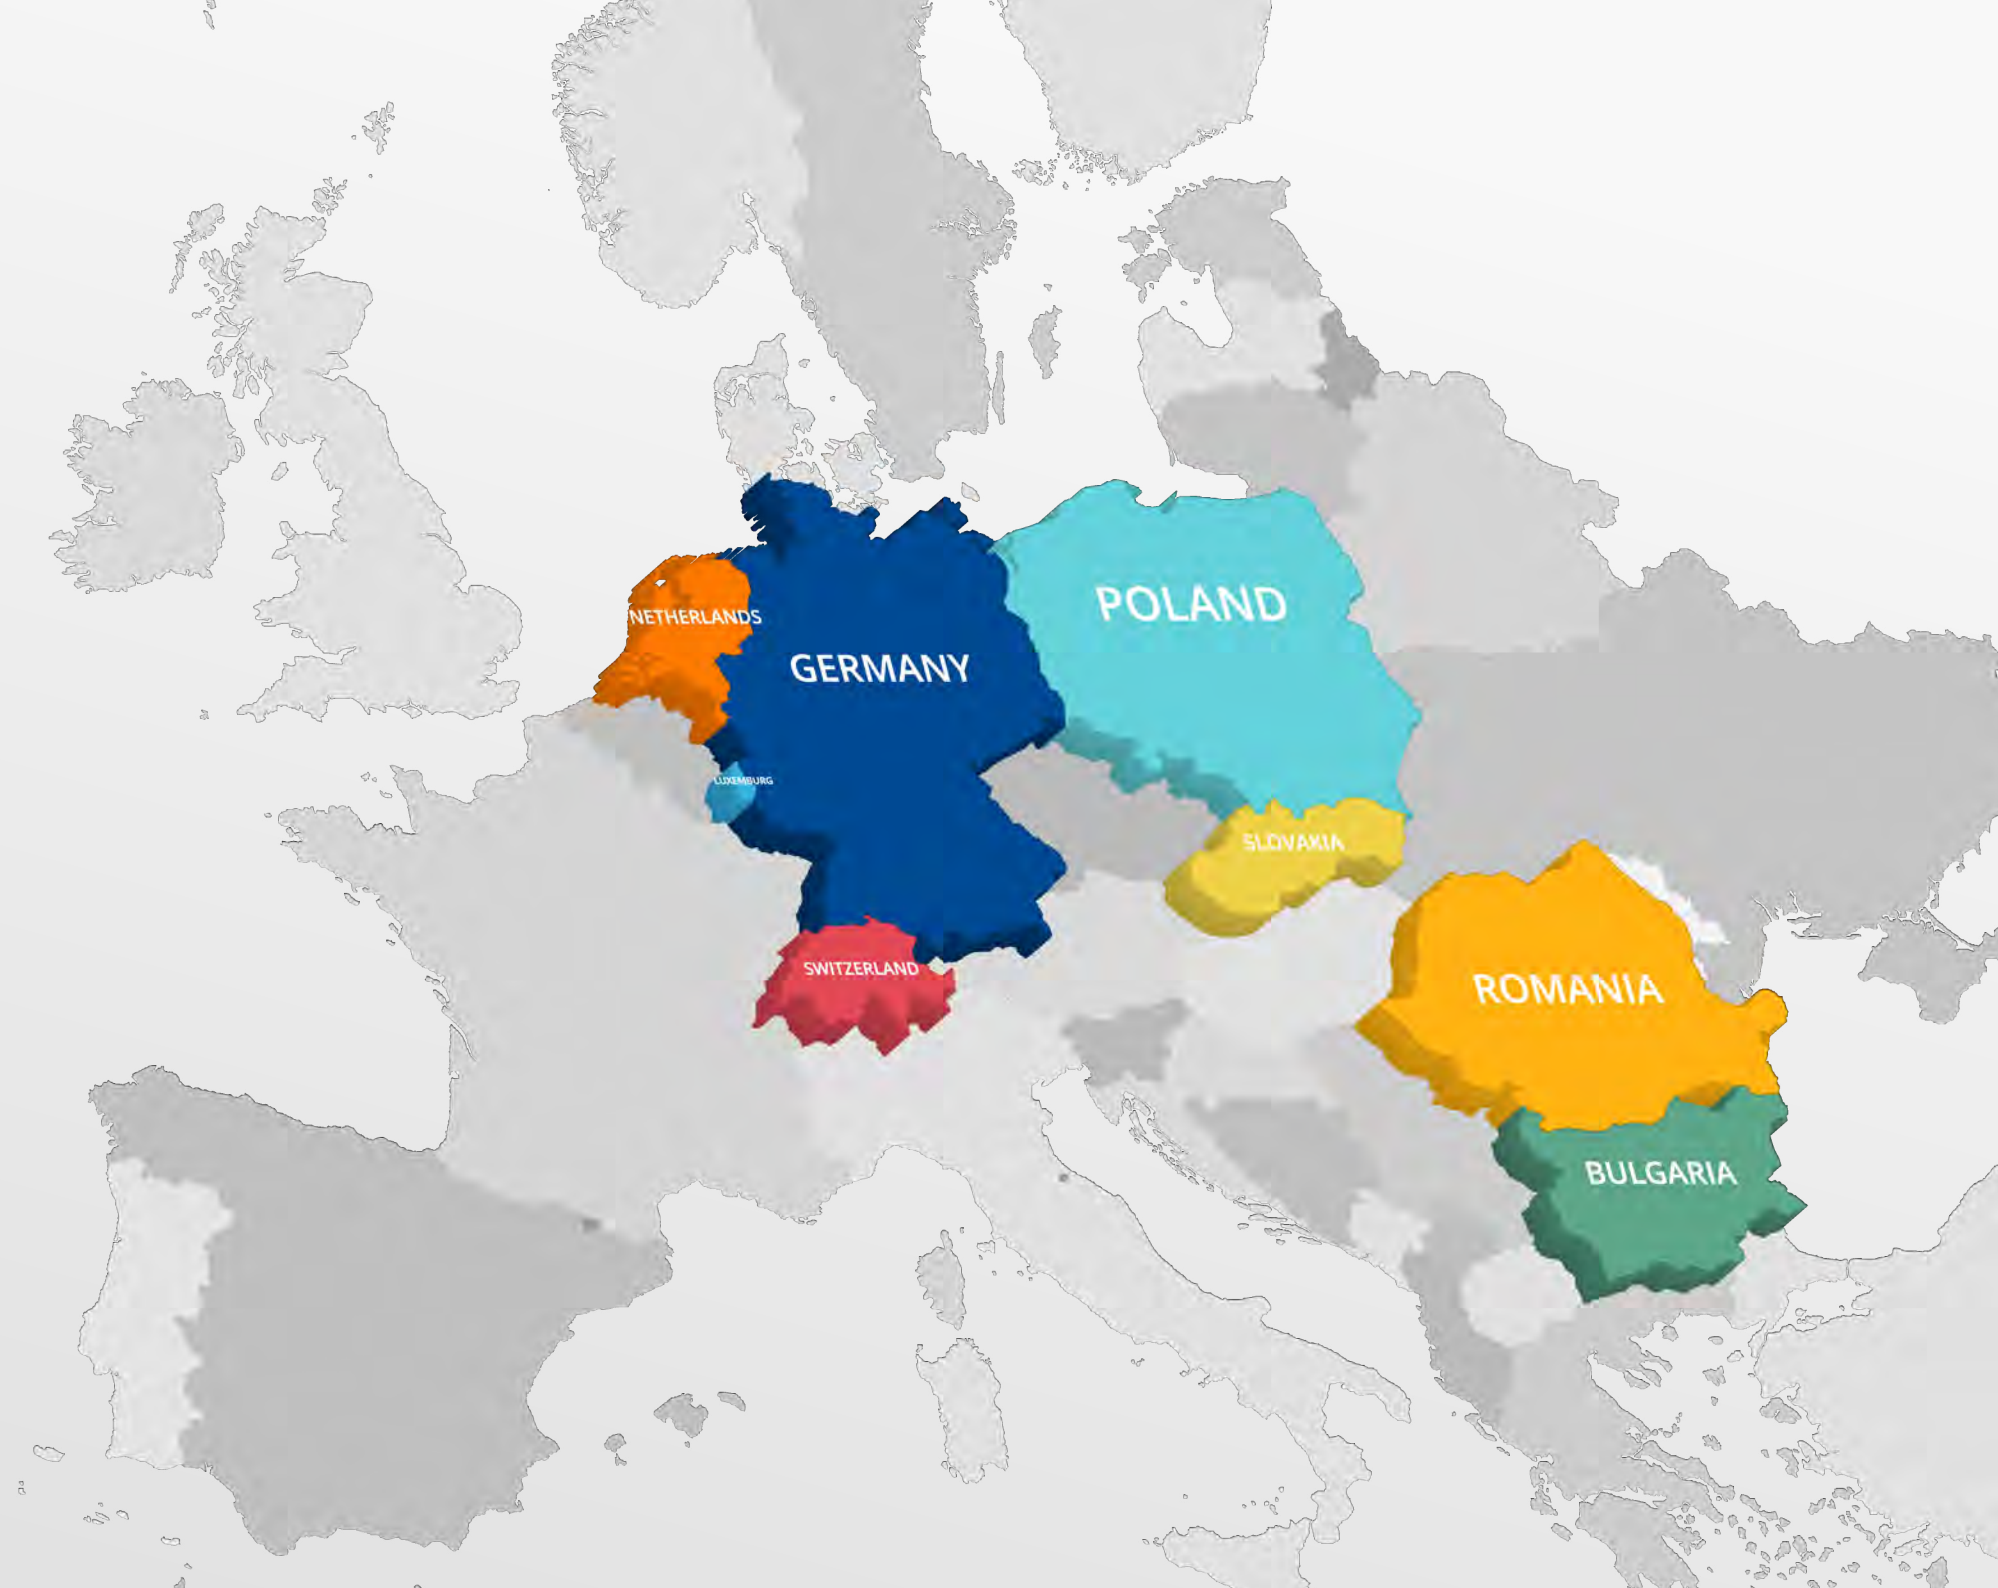 POLAND
NETHERLANDS
GERMANY
LUXEMBURG
SLOVAKIA
SWITZERLAND
ROMANIA
BULGARIA